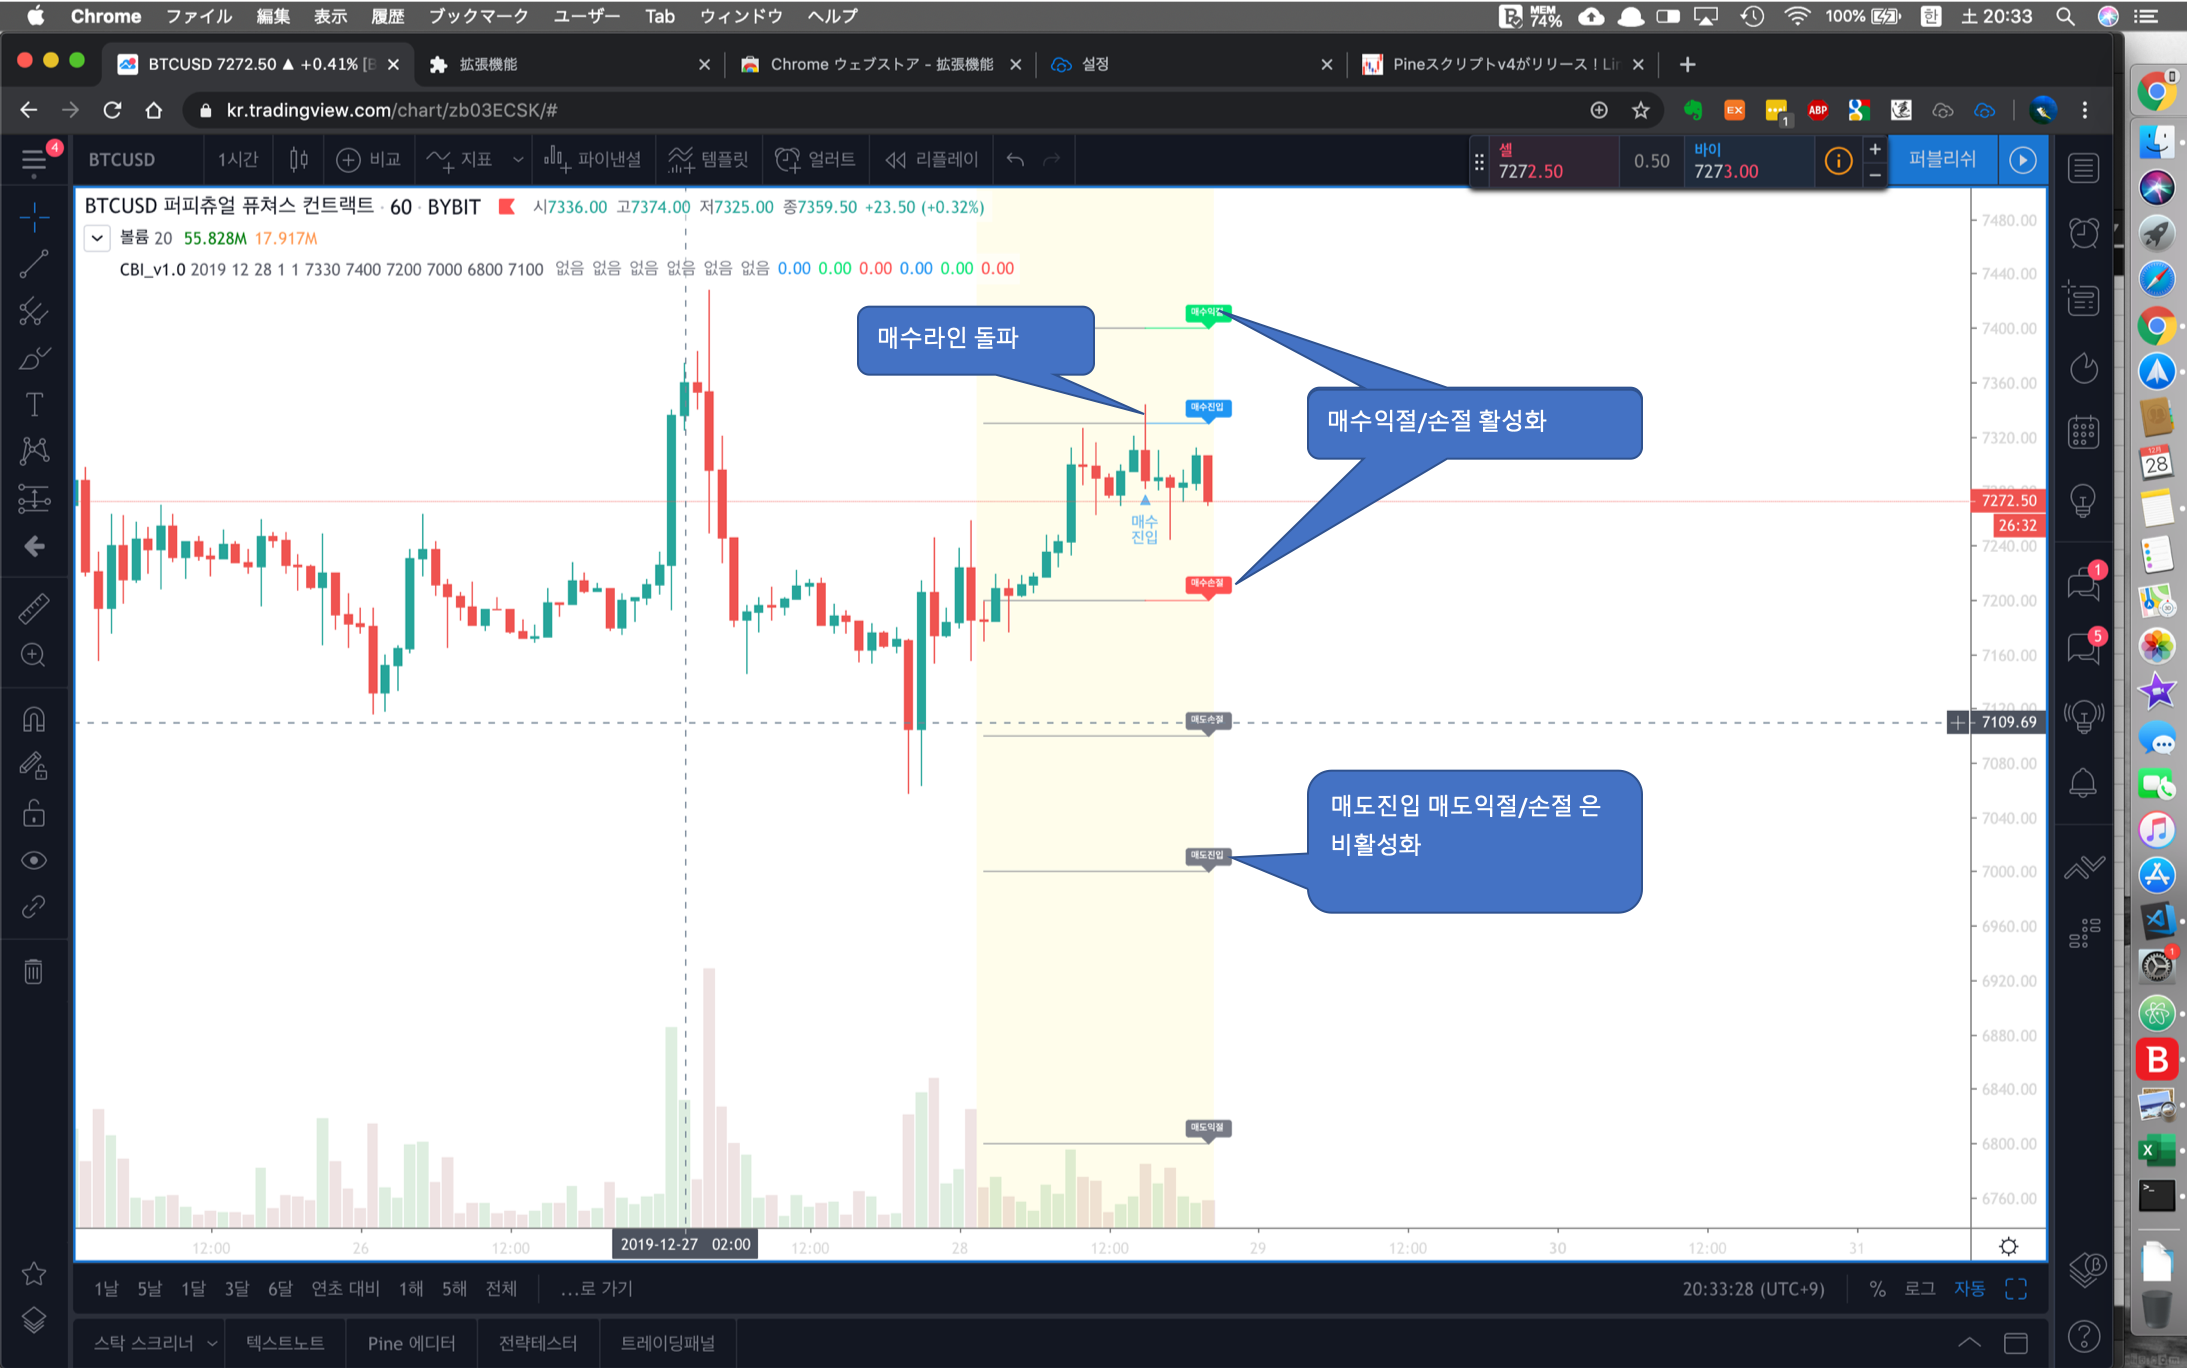 Chrome ファイル 編集 表示 履歴 ブックマーク ユーザー Tab ウィンドウ ヘルプ MEM 74% 100% 한 土 20:33
BTCUSD 7272.50 ▲ +0.41% 拡張機能 Chrome ウェブストア - 拡張機能 설정 Pineスクリプトv4がリリース！
kr.tradingview.com/chart/zb03ECSK/#
EX 1 ABP
4 BTCUSD 1시간 비교 지표 파이낸셜 템플릿 얼러트 리플레이
셀 7272.50 0.50 바이 7273.00 퍼블리쉬
BTCUSD 퍼피츄얼 퓨쳐스 컨트랙트 · 60 · BYBIT 시7336.00 고7374.00 저7325.00 종7359.50 +23.50 (+0.32%)
볼륨 20 55.828M 17.917M
CBI_v1.0 2019 12 28 1 1 7330 7400 7200 7000 6800 7100 없음 없음 없음 없음 없음 없음 0.00 0.00 0.00 0.00 0.00 0.00
매수익절
매수라인 돌파
매수진입
매수익절/손절 활성화
매수
진입
매수손절
매도손절
매도진입 매도익절/손절 은
비활성화
매도진입
매도익절
7480.00
7440.00
7400.00
7360.00
7320.00
7272.50
26:32
7240.00
7200.00
7160.00
7109.69
7080.00
7040.00
7000.00
6960.00
6920.00
6880.00
6840.00
6800.00
6760.00
12:00 26 12:00 2019-12-27 02:00 12:00 28 12:00 29 12:00 30 12:00 31
1날 5날 1달 3달 6달 연초 대비 1해 5해 전체 ...로 가기 20:33:28 (UTC+9) % 로그 자동
스탁 스크리너 텍스트노트 Pine 에디터 전략테스터 트레이딩패널
1
5
12月
28
1
B